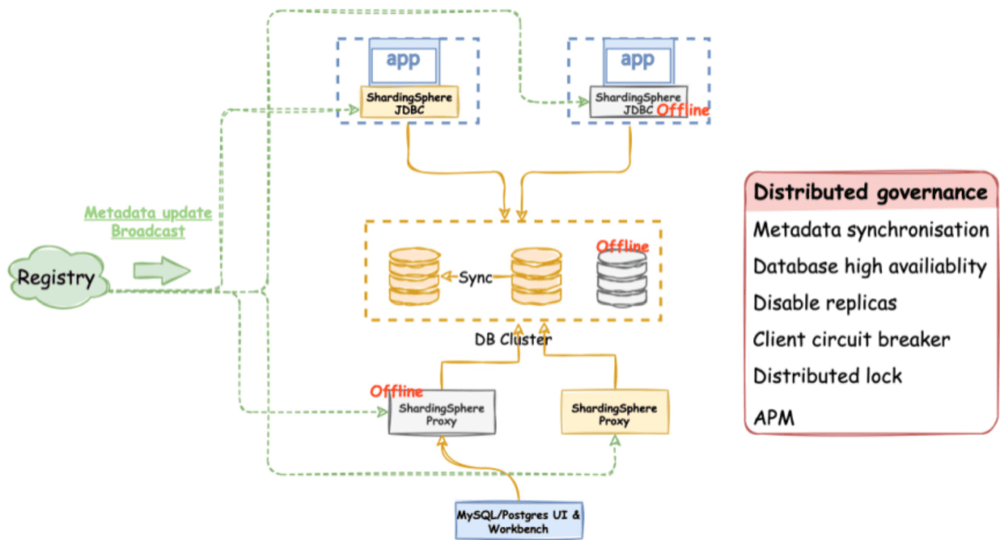 app
app
ShardingSphere
JDBC
ShardingSphere
JDBC
Offline
Metadata update
Broadcast
Registry
Offline
Sync
DB Cluster
Offline
ShardingSphere
Proxy
ShardingSphere
Proxy
MySQL/Postgres UI &
Workbench
Distributed governance
Metadata synchronisation
Database high availiablity
Disable replicas
Client circuit breaker
Distributed lock
APM